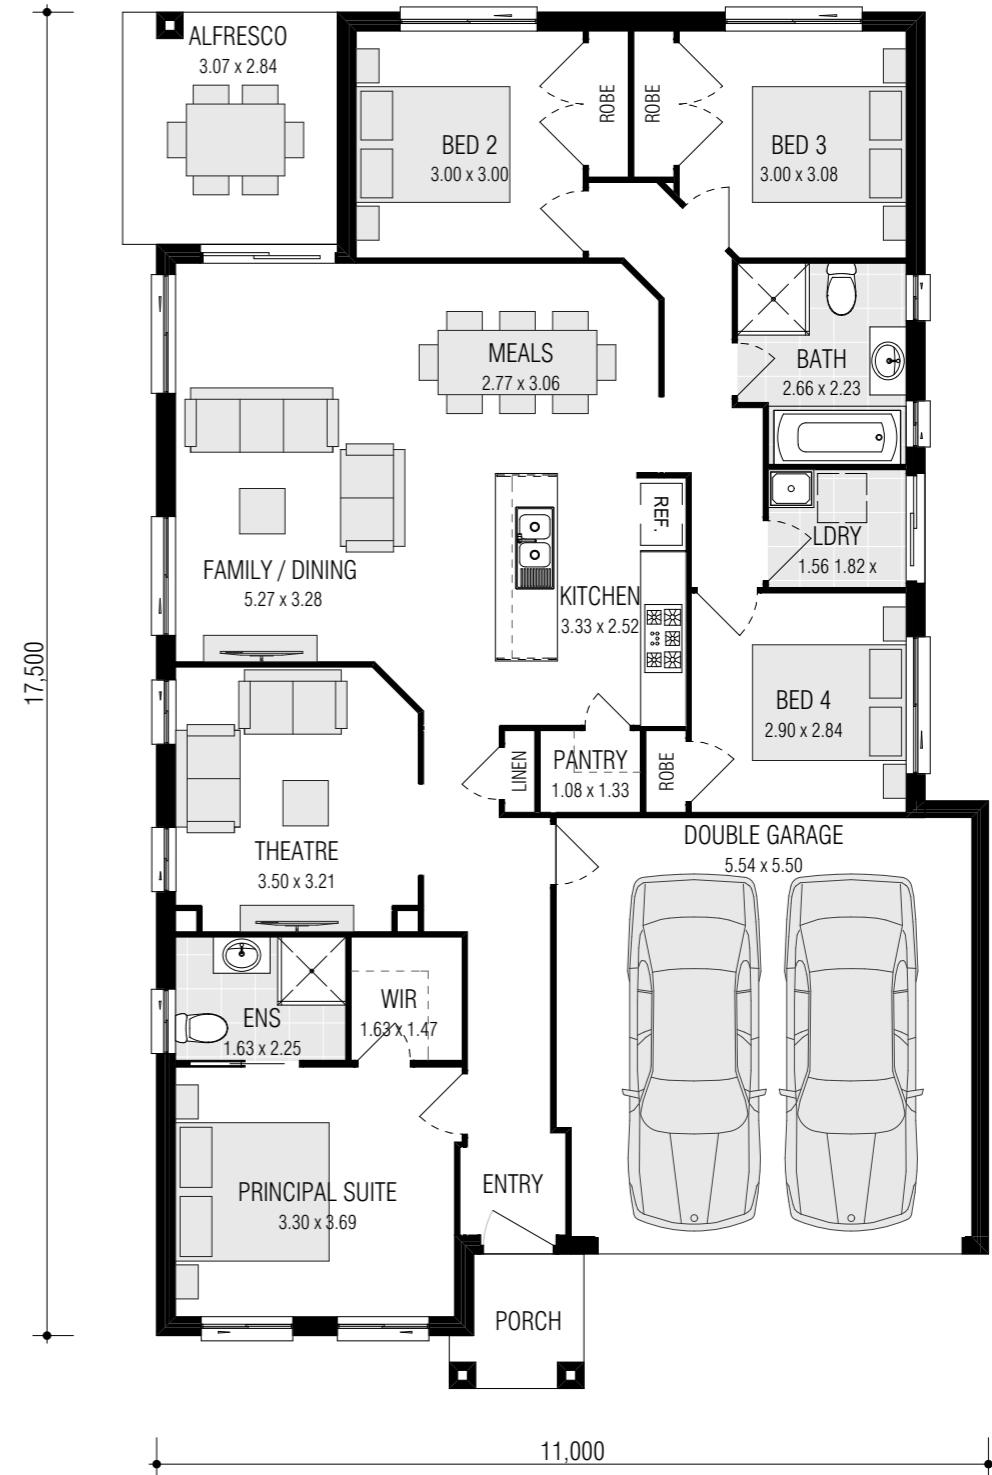 ALFRESCO
3.07 x 2.84
BED 2
3.00 x 3.00
ROBE
ROBE
BED 3
3.00 x 3.08
MEALS
2.77 x 3.06
BATH
2.66 x 2.23
REF.
LDRY
1.56 1.82 x
FAMILY / DINING
5.27 x 3.28
KITCHEN
3.33 x 2.52
17,500
BED 4
2.90 x 2.84
LINEN
PANTRY
1.08 x 1.33
ROBE
THEATRE
3.50 x 3.21
DOUBLE GARAGE
5.54 x 5.50
WIR
1.63 x 1.47
ENS
1.63 x 2.25
PRINCIPAL SUITE
3.30 x 3.69
ENTRY
PORCH
11,000